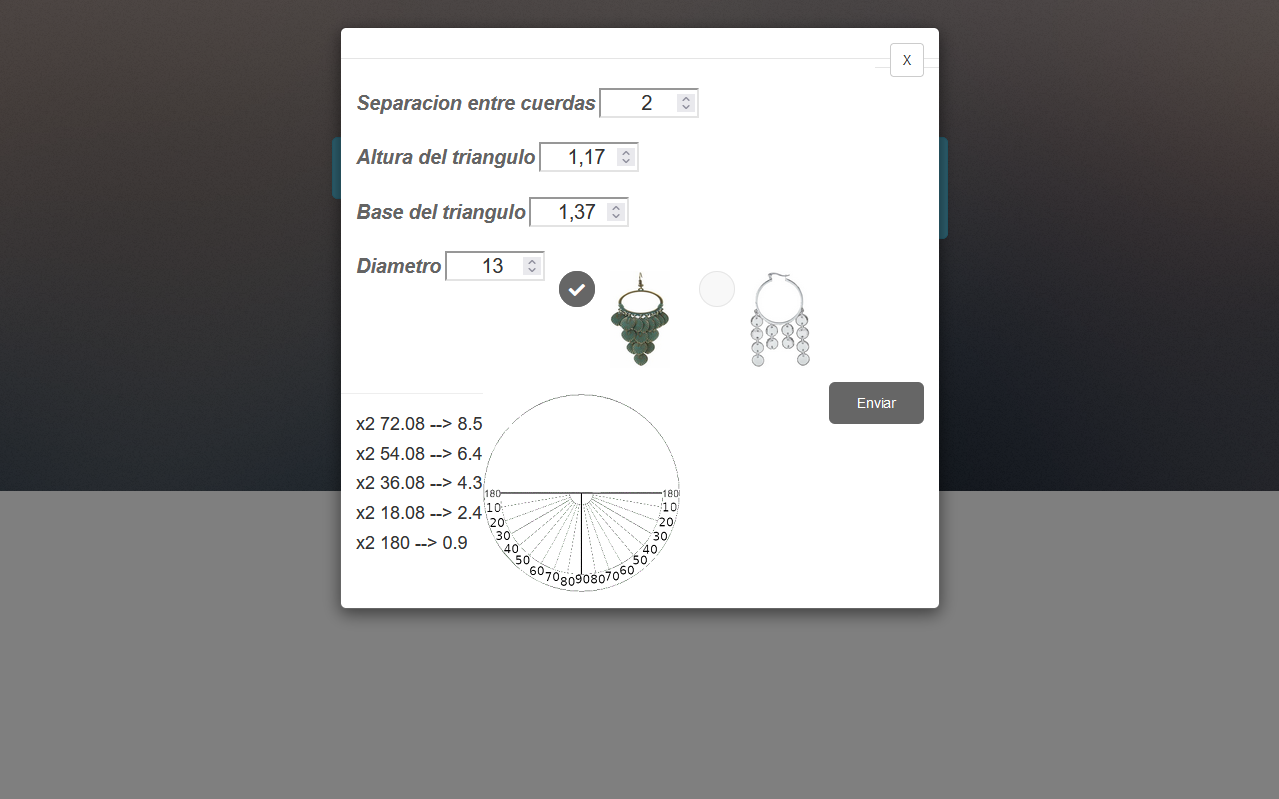 X
Separacion entre cuerdas 2
Altura del triangulo 1,17
Base del triangulo 1,37
Diametro 13
Enviar
x2 72.08 --> 8.5
x2 54.08 --> 6.4
x2 36.08 --> 4.3
x2 18.08 --> 2.4
x2 180 --> 0.9
180 180
10 10
20 20
30 30
40 40
50 50
60 60
70 70
80 90 80